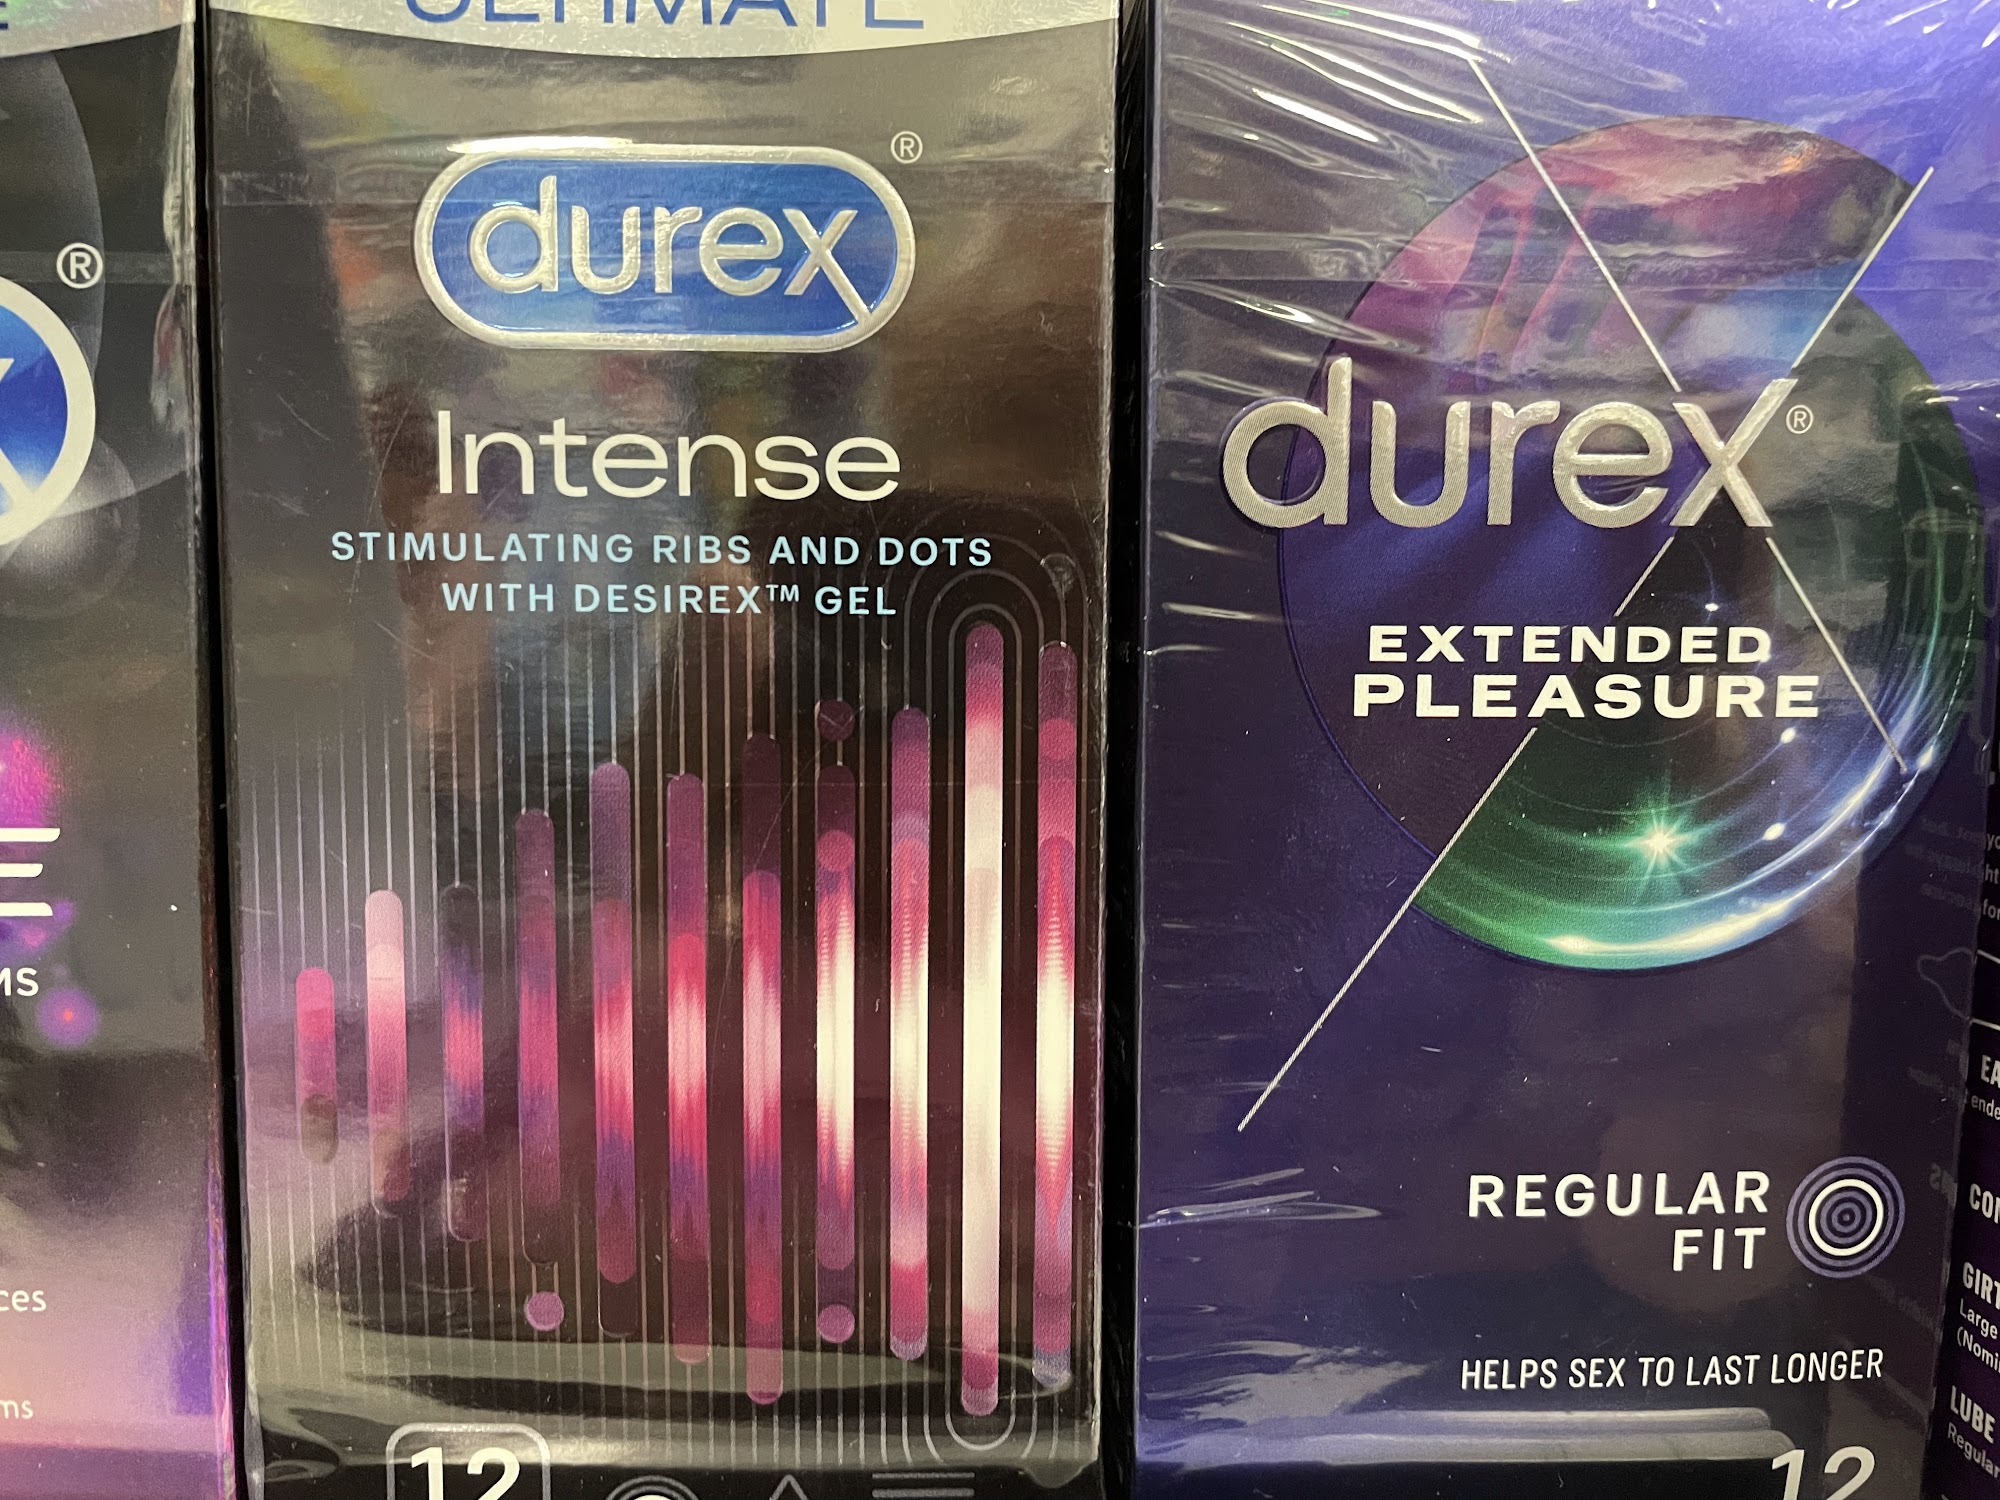 ULTIMATE
durex®
Intense
STIMULATING RIBS AND DOTS
WITH DESIREX™ GEL
12
durex®
EXTENDED
PLEASURE
REGULAR
FIT
HELPS SEX TO LAST LONGER
12
®